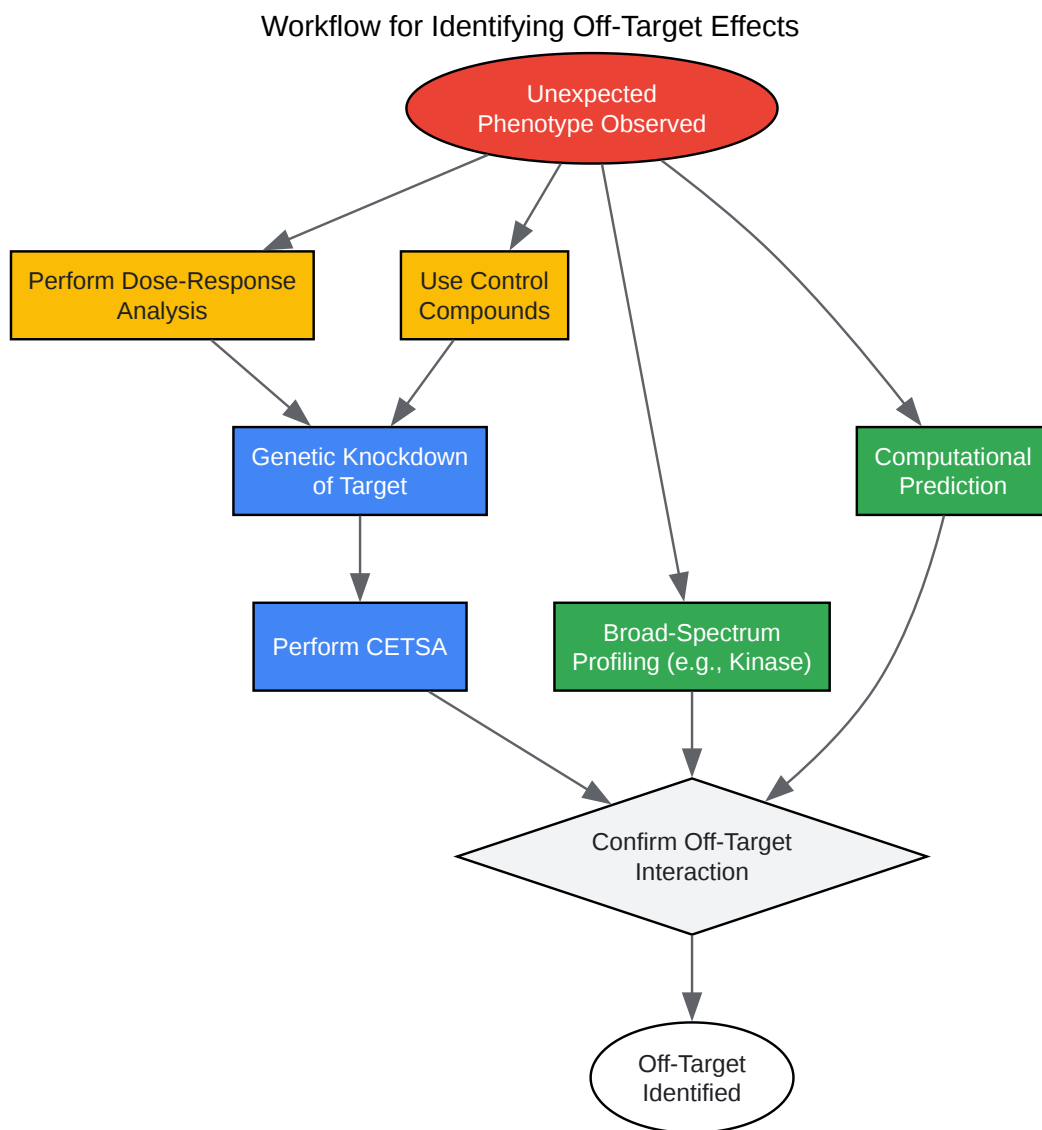 Workflow for Identifying Off-Target Effects
Unexpected
Phenotype Observed
Perform Dose-Response
Analysis
Use Control
Compounds
Genetic Knockdown
of Target
Computational
Prediction
Perform CETSA
Broad-Spectrum
Profiling (e.g., Kinase)
Confirm Off-Target
Interaction
Off-Target
Identified